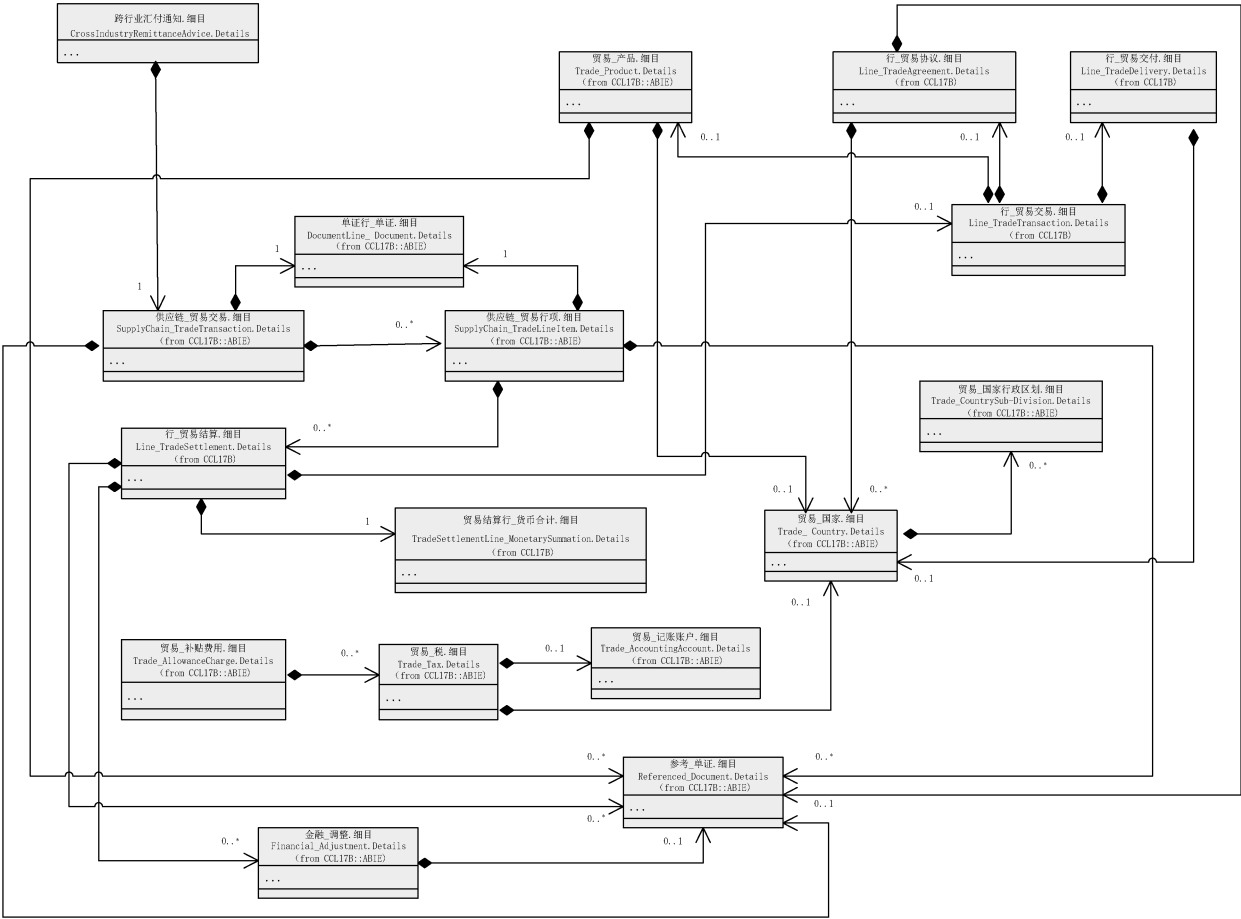 跨行业汇付通知.细目
CrossIndustryRemittanceAdvice.Details
...
贸易_产品.细目
Trade_Product.Details
(from CCL17B::ABIE)
...
行_贸易协议.细目
Line_TradeAgreement.Details
(from CCL17B)
...
行_贸易交付.细目
Line_TradeDelivery.Details
(from CCL17B)
...
0..1
0..1
0..1
行_贸易交易.细目
Line_TradeTransaction.Details
(from CCL17B)
...
0..1
单证行_单证.细目
DocumentLine_ Document.Details
(from CCL17B::ABIE)
...
1
1
1
供应链_贸易交易.细目
SupplyChain_TradeTransaction.Details
(from CCL17B::ABIE)
...
0..*
供应链_贸易行项.细目
SupplyChain_TradeLineItem.Details
(from CCL17B::ABIE)
...
贸易_国家行政区划.细目
Trade_CountrySub-Division.Details
(from CCL17B::ABIE)
...
0..*
行_贸易结算.细目
Line_TradeSettlement.Details
(from CCL17B)
...
0..*
0..1
0..*
贸易结算行_货币合计.细目
TradeSettlementLine_MonetarySummation.Details
(from CCL17B)
...
1
贸易_国家.细目
Trade_ Country.Details
(from CCL17B::ABIE)
...
0..1
0..1
贸易_补贴费用.细目
Trade_AllowanceCharge.Details
(from CCL17B::ABIE)
...
0..*
贸易_税.细目
Trade_Tax.Details
(from CCL17B::ABIE)
...
0..1
贸易_记账账户.细目
Trade_AccountingAccount.Details
(from CCL17B::ABIE)
...
0..*
参考_单证.细目
Referenced_Document.Details
(from CCL17B::ABIE)
...
0..*
0..1
0..*
金融_调整.细目
Financial_Adjustment.Details
(from CCL17B::ABIE)
...
0..*
0..1